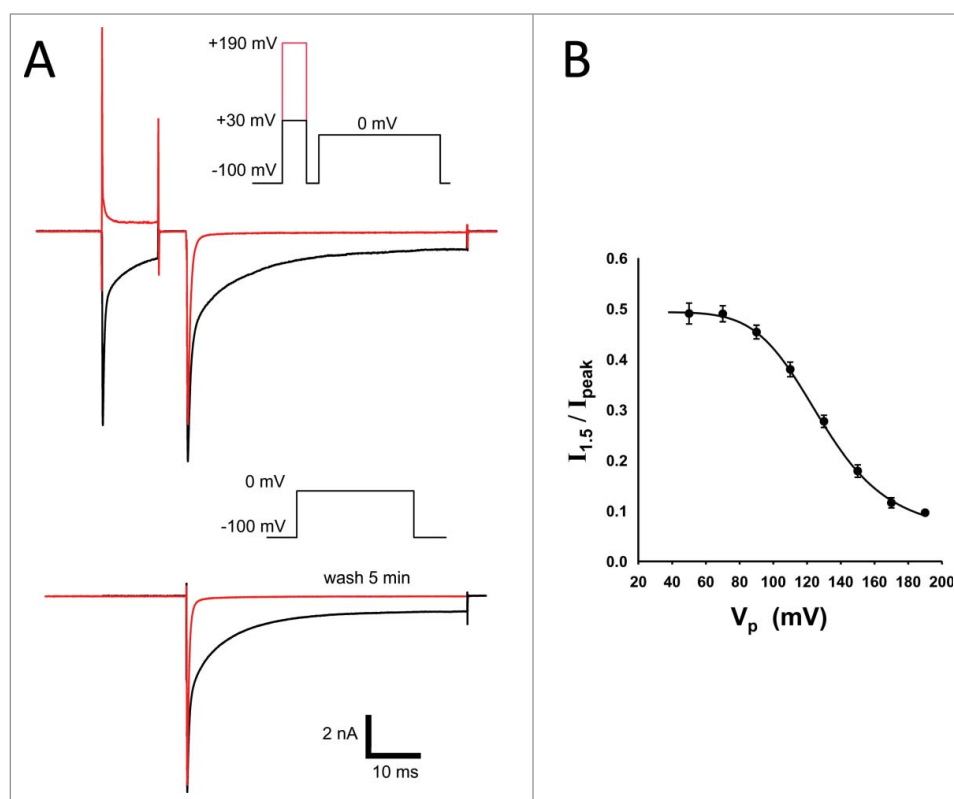 A
+190 mV
+30 mV
0 mV
-100 mV
0 mV
-100 mV
wash 5 min
2 nA
10 ms
B
0.6
0.5
0.4
0.3
0.2
0.1
0.0
I1.5 / Ipeak
20 40 60 80 100 120 140 160 180 200
Vp (mV)